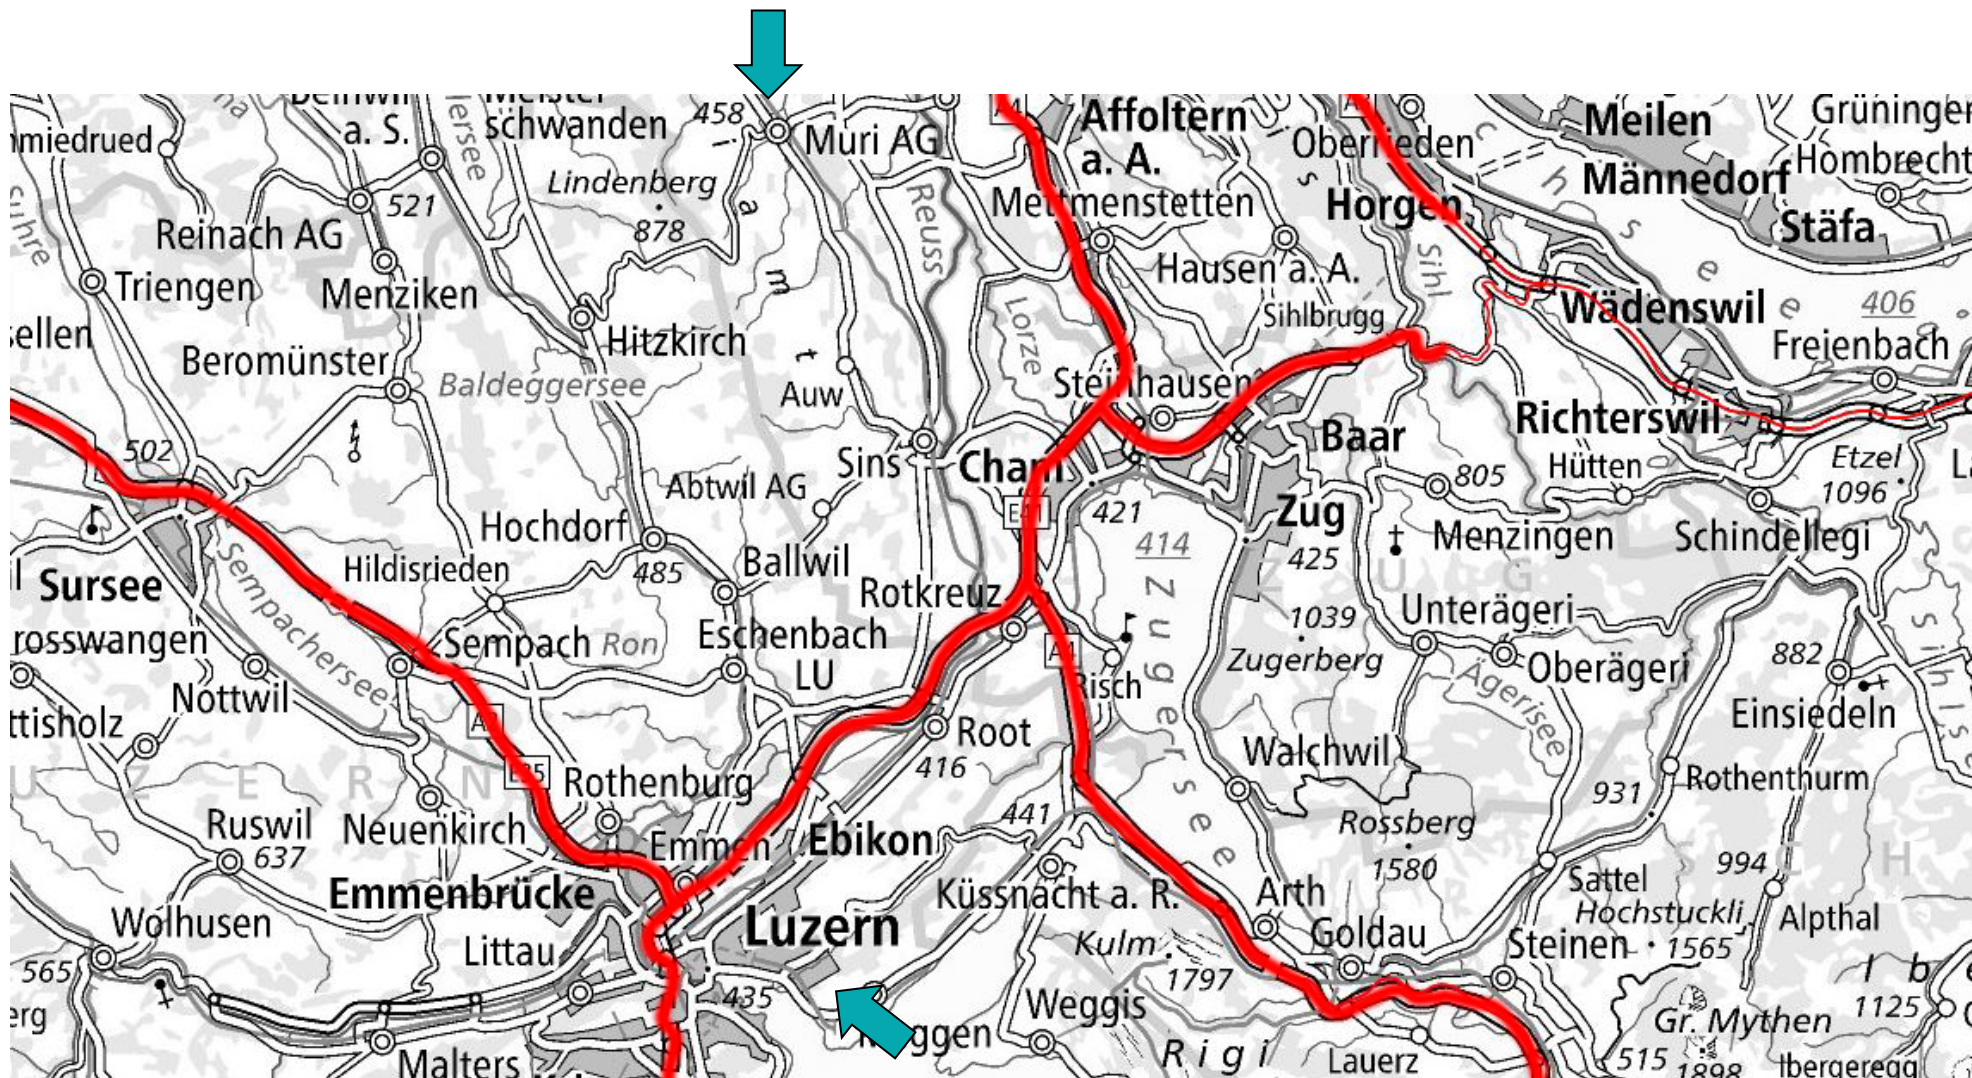 Affoltern
a. A.
Meilen
Männedorf
Stäfa
Oberrieden
Horgen
a. S.
schwanden
458
Muri AG
Lindenberg
878
521
Reuss
Mettmenstetten
Reinach AG
Triengen
Menziken
Hitzkirch
Beromünster
Baldeggersee
Auw
Lorze
Hausen a. A.
Sihlbrugg
Sihl
Wädenswil
406
Freienbach
Steinhausen
Richterswil
Baar
Hütten
Etzel
1096
502
Sins
Cham
Abtwil AG
805
421
Zug
425
414
Menzingen
Schindellegi
Hochdorf
485
Ballwil
Hildisrieden
Sursee
Sempachersee
Rotkreuz
Z U G
1039
Zugerberg
Unterägeri
Oberägeri
Ägerisee
882
Einsiedeln
Sempach
Ron
Eschenbach
LU
Nottwil
Risch
Zugersee
Root
416
Walchwil
Rothenthurm
931
Rothenburg
Ruswil
637
Neuenkirch
Emmen
Ebikon
441
Rossberg
1580
994
Emmenbrücke
Küssnacht a. R.
Arth
Sattel
Hochstuckli
1565
Alpthal
Wolhusen
Littau
Luzern
Kulm
1797
Goldau
Steinen
565
435
Weggis
Gr. Mythen
1898
1125
Malters
Rigi
Lauerz
515
Ibergeregg